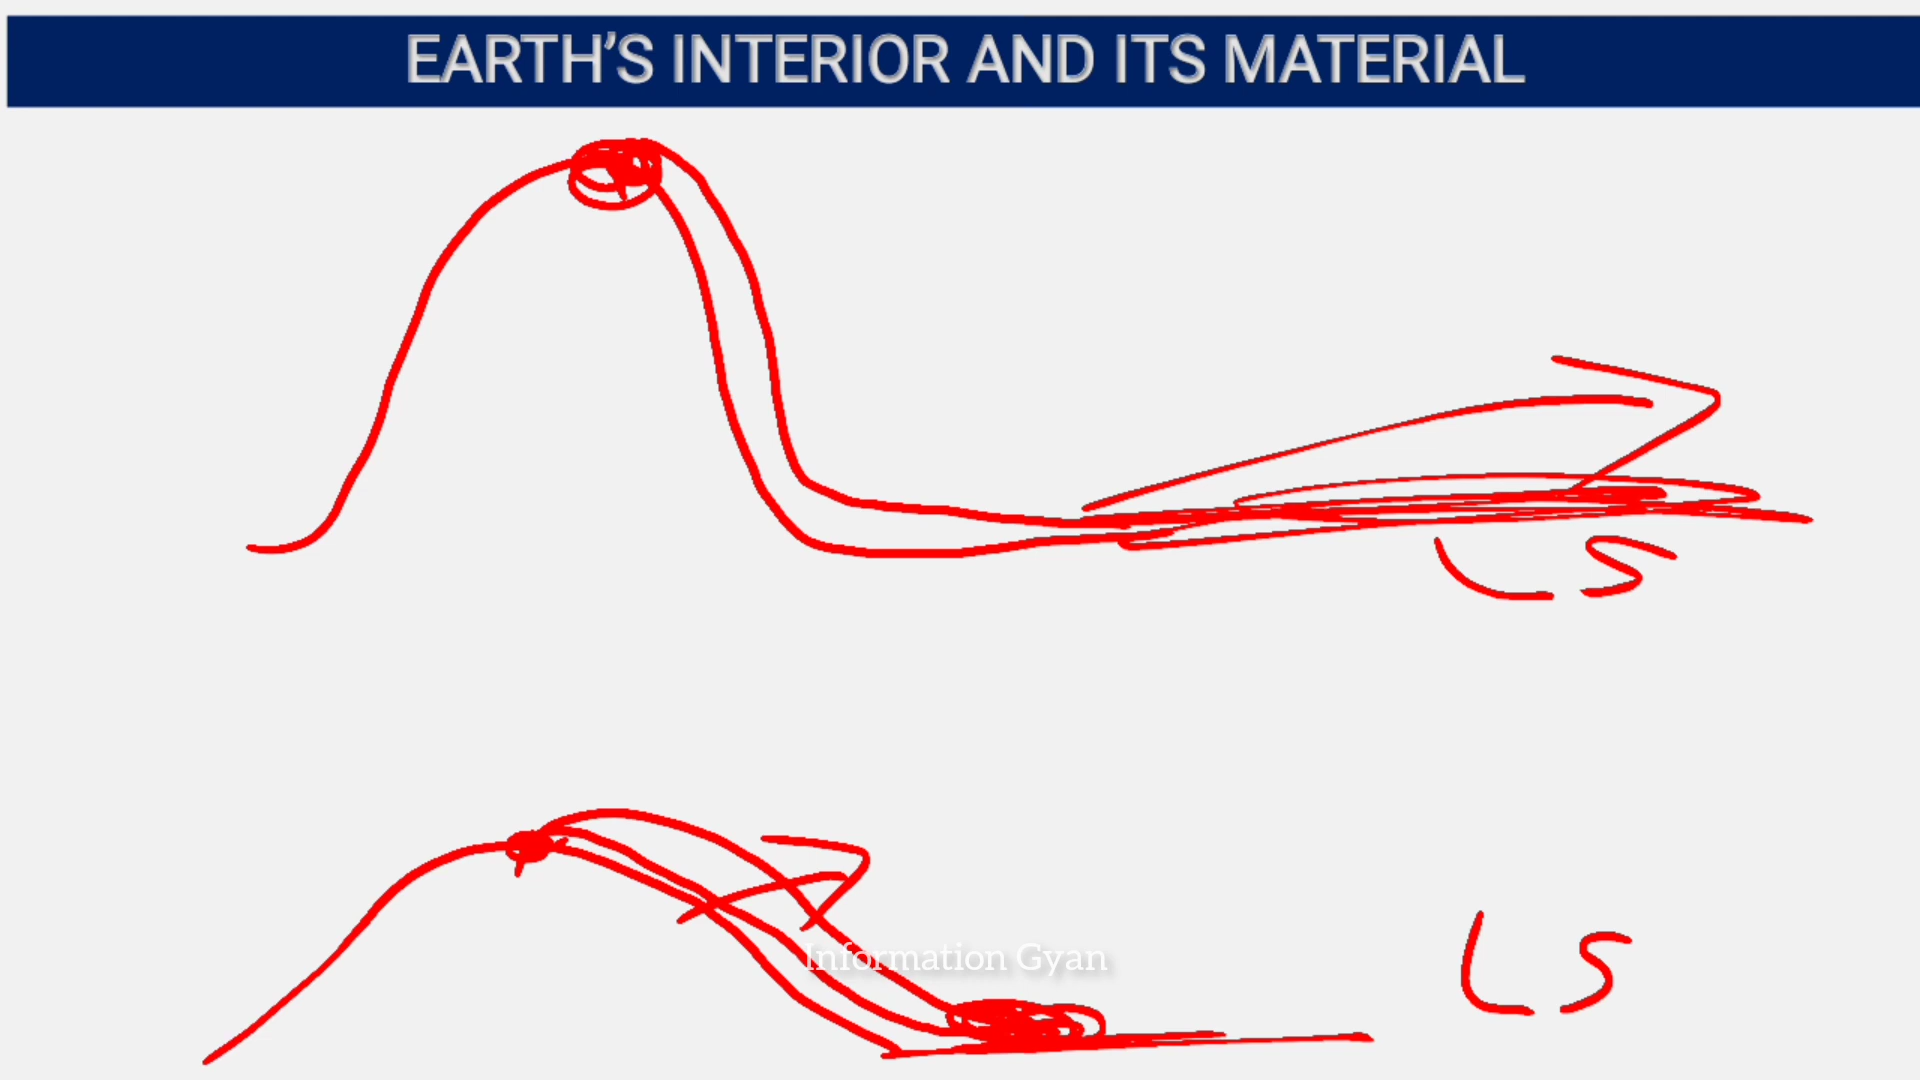 EARTH'S INTERIOR AND ITS MATERIAL
LS
Information Gyan
LS